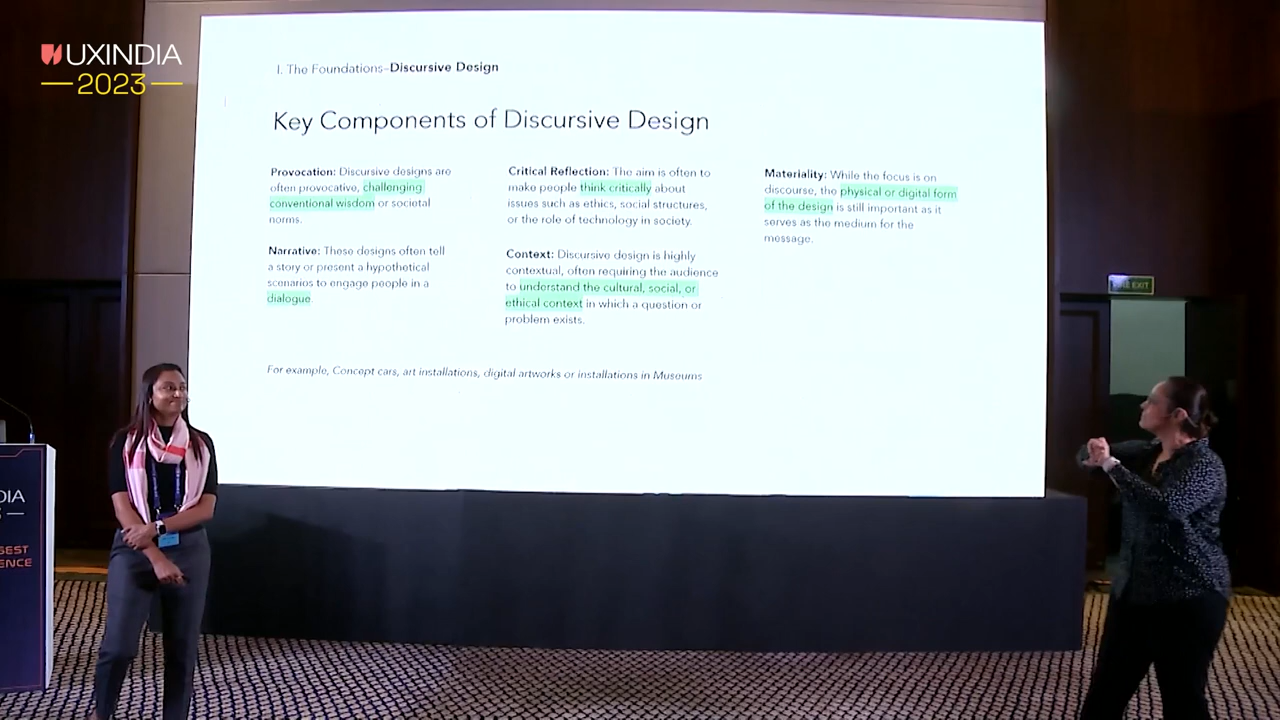 UXINDIA
2023
I. The Foundations–Discursive Design
Key Components of Discursive Design
Provocation: Discursive designs are
often provocative, challenging
conventional wisdom or societal
norms.
Narrative: These designs often tell
a story or present a hypothetical
scenarios to engage people in a
dialogue.
Critical Reflection: The aim is often to
make people think critically about
issues such as ethics, social structures,
or the role of technology in society.
Context: Discursive design is highly
contextual, often requiring the audience
to understand the cultural, social, or
ethical context in which a question or
problem exists.
Materiality: While the focus is on
discourse, the physical or digital form
of the design is still important as it
serves as the medium for the
message.
For example, Concept cars, art installations, digital artworks or installations in Museums
EXIT
DIA
GEST
ENCE